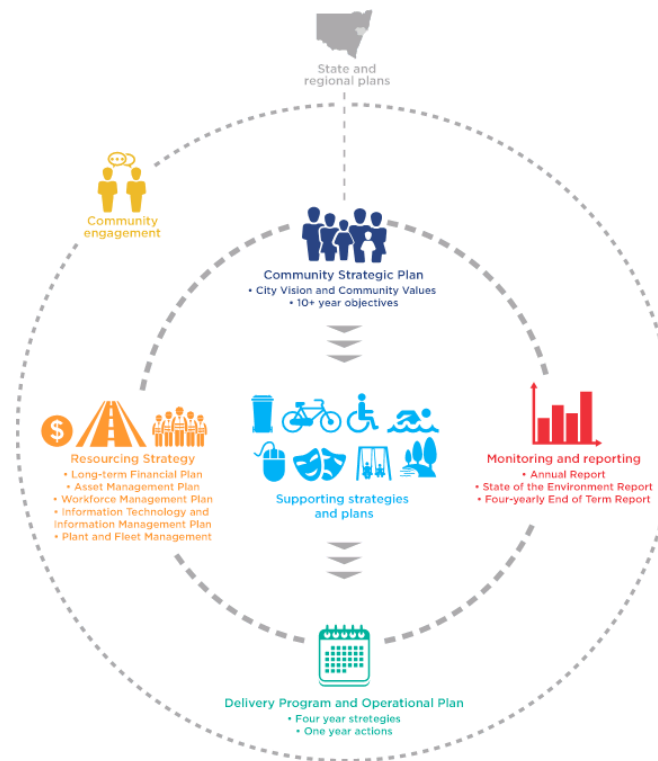 State and
regional plans
Community
engagement
Community Strategic Plan
• City Vision and Community Values
• 10+ year objectives
$
Resourcing Strategy
• Long-term Financial Plan
• Asset Management Plan
• Workforce Management Plan
• Information Technology and
Information Management Plan
• Plant and Fleet Management
Supporting strategies
and plans
Monitoring and reporting
• Annual Report
• State of the Environment Report
• Four-yearly End of Term Report
Delivery Program and Operational Plan
• Four year stretegies
• One year actions